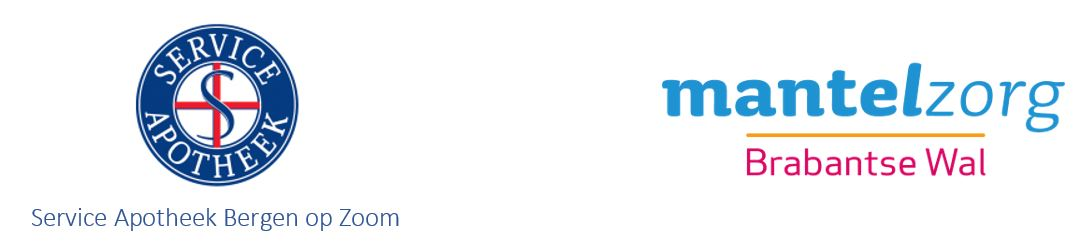 SERVICE
APOTHEEK
S
Service Apotheek Bergen op Zoom
mantelzorg
Brabantse Wal